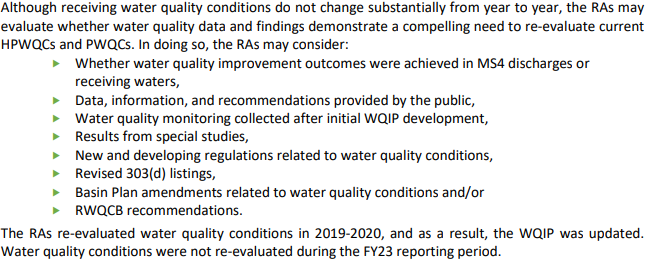 Although receiving water quality conditions do not change substantially from year to year, the RAs may
evaluate whether water quality data and findings demonstrate a compelling need to re-evaluate current
HPWQCs and PWQCs. In doing so, the RAs may consider:
► Whether water quality improvement outcomes were achieved in MS4 discharges or
receiving waters,
► Data, information, and recommendations provided by the public,
► Water quality monitoring collected after initial WQIP development,
► Results from special studies,
► New and developing regulations related to water quality conditions,
► Revised 303(d) listings,
► Basin Plan amendments related to water quality conditions and/or
► RWQCB recommendations.
The RAs re-evaluated water quality conditions in 2019-2020, and as a result, the WQIP was updated.
Water quality conditions were not re-evaluated during the FY23 reporting period.